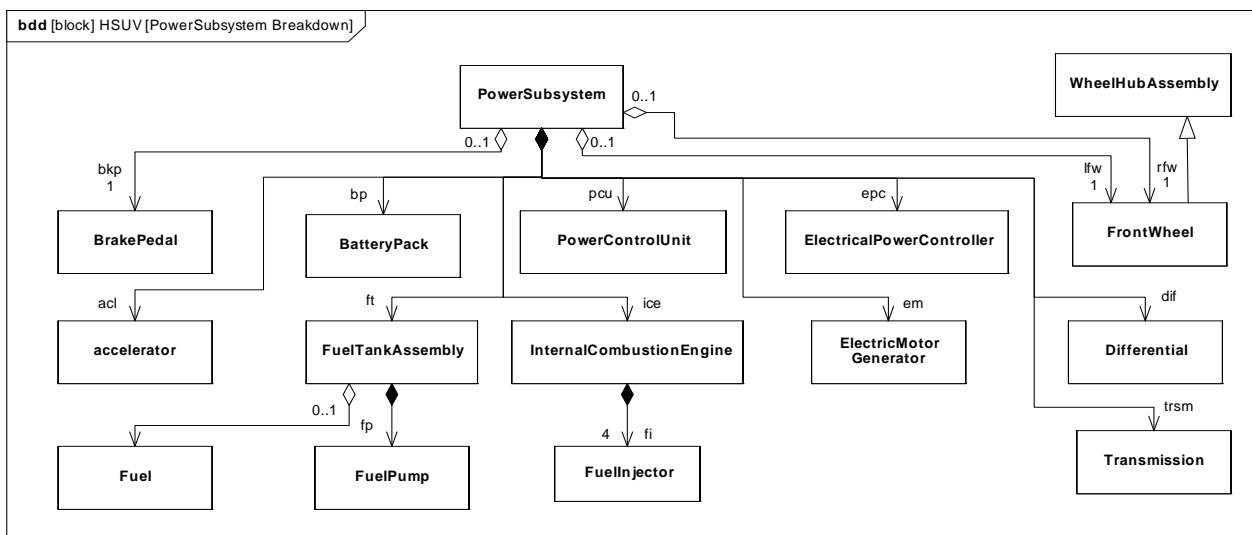 bdd [block] HSUV [PowerSubsystem Breakdown]
PowerSubsystem
WheelHubAssembly
0..1
0..1
0..1
bkp
1
bp
pcu
epc
lfw
1
rfw
1
BrakePedal
BatteryPack
PowerControlUnit
ElectricalPowerController
FrontWheel
acl
ft
ice
em
dif
accelerator
FuelTankAssembly
InternalCombustionEngine
ElectricMotor
Generator
Differential
0..1
fp
4
fi
trsm
Fuel
FuelPump
FuelInjector
Transmission